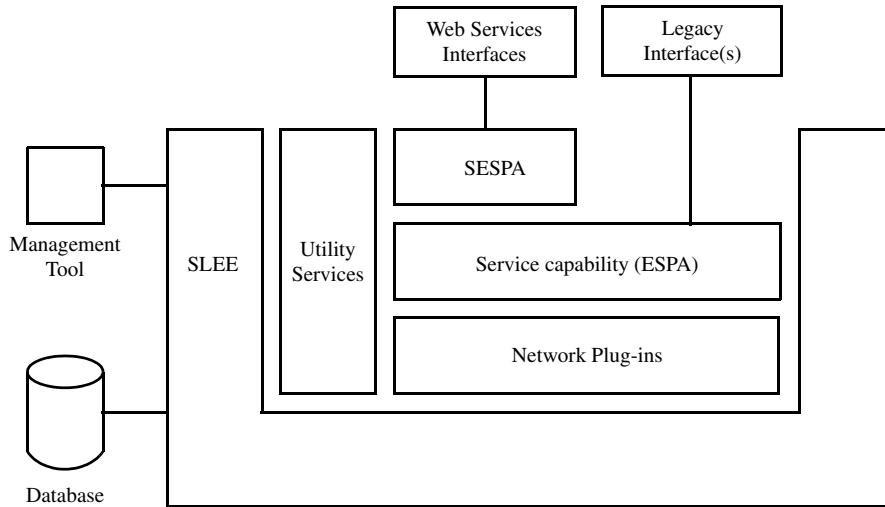 Web Services
Interfaces
Legacy
Interface(s)
SESPA
Management
Tool
SLEE
Utility
Services
Service capability (ESPA)
Network Plug-ins
Database